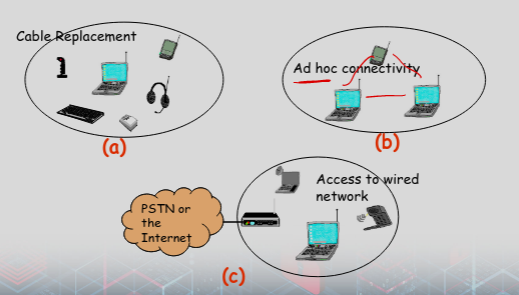 Cable Replacement
(a)
Ad hoc connectivity
(b)
PSTN or
the
Internet
Access to wired
network
(c)